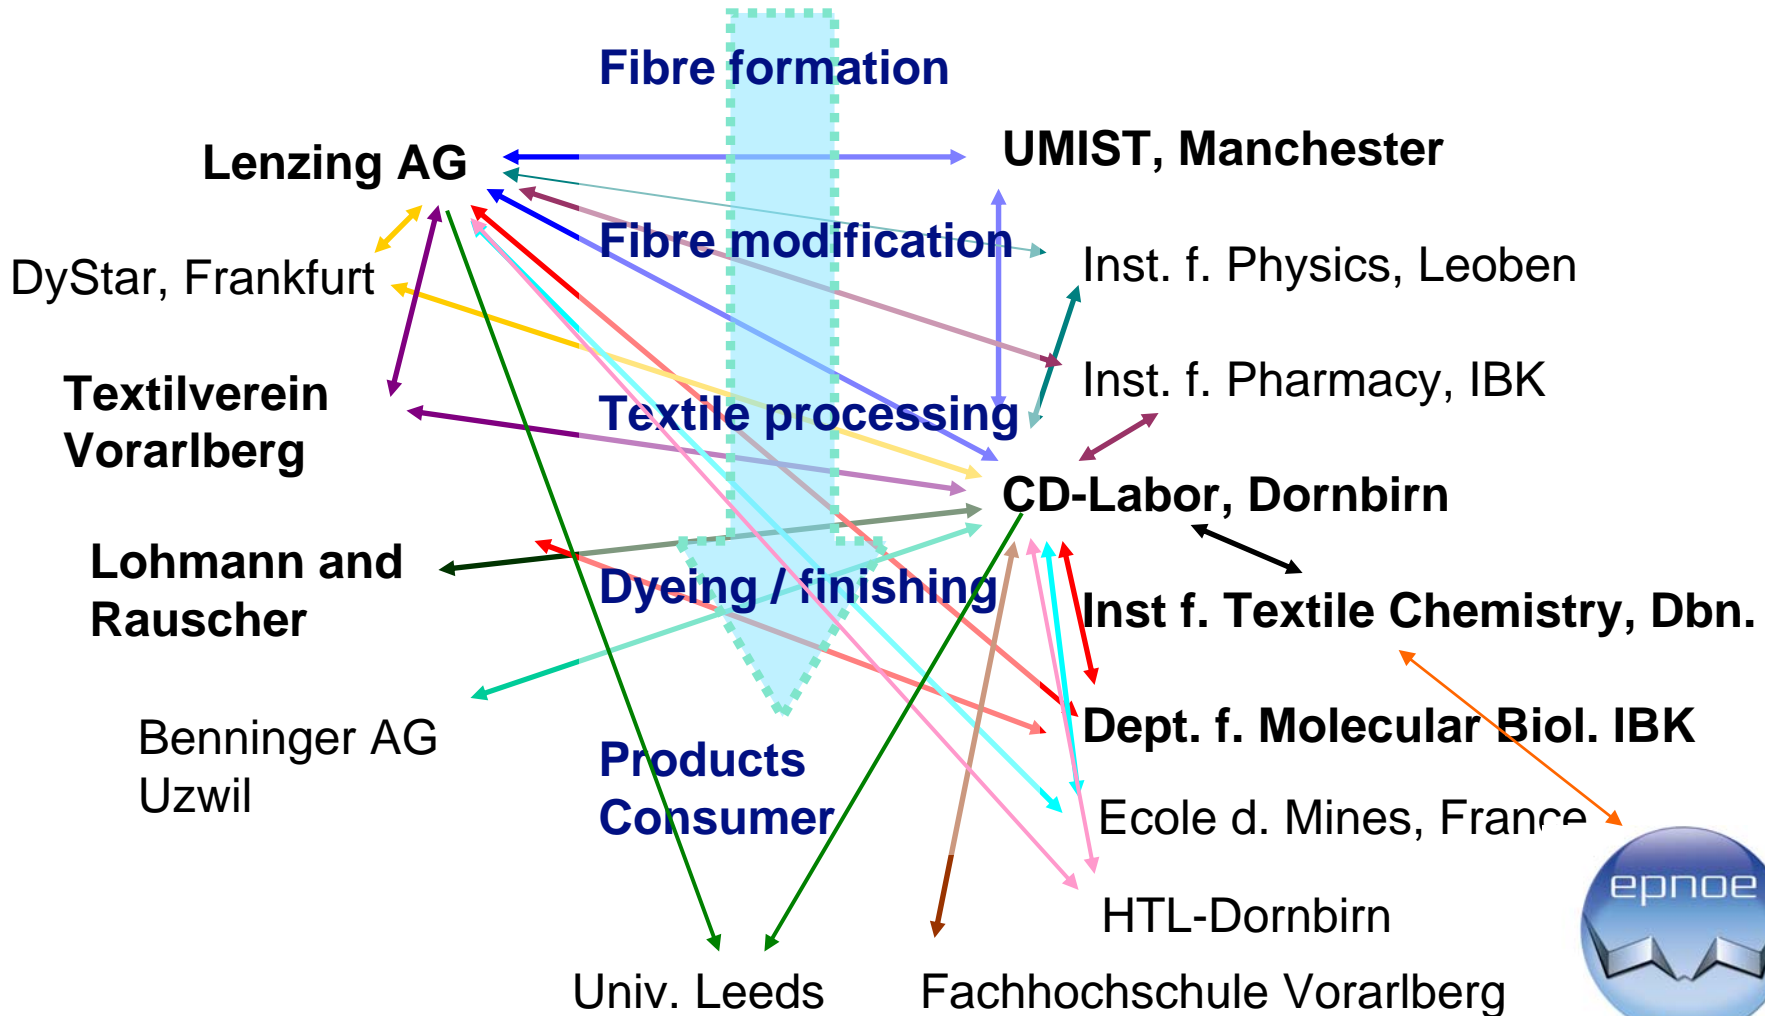 Fibre formation
Lenzing AG
UMIST, Manchester
Fibre modification
Inst. f. Physics, Leoben
DyStar, Frankfurt
Inst. f. Pharmacy, IBK
Textilverein
Vorarlberg
Textile processing
CD-Labor, Dornbirn
Lohmann and
Rauscher
Dyeing / finishing
Inst f. Textile Chemistry, Dbn.
Dept. f. Molecular Biol. IBK
Benninger AG
Uzwil
Products
Consumer
Ecole d. Mines, France
epnoe
HTL-Dornbirn
Univ. Leeds
Fachhochschule Vorarlberg